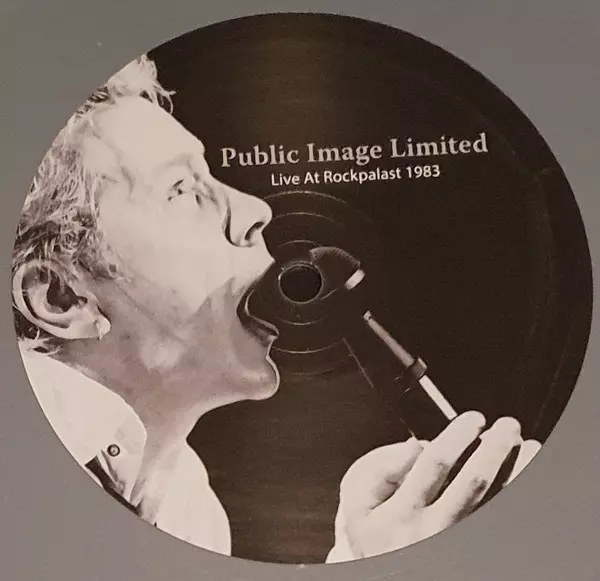 Public Image Limited
Live At Rockpalast 1983